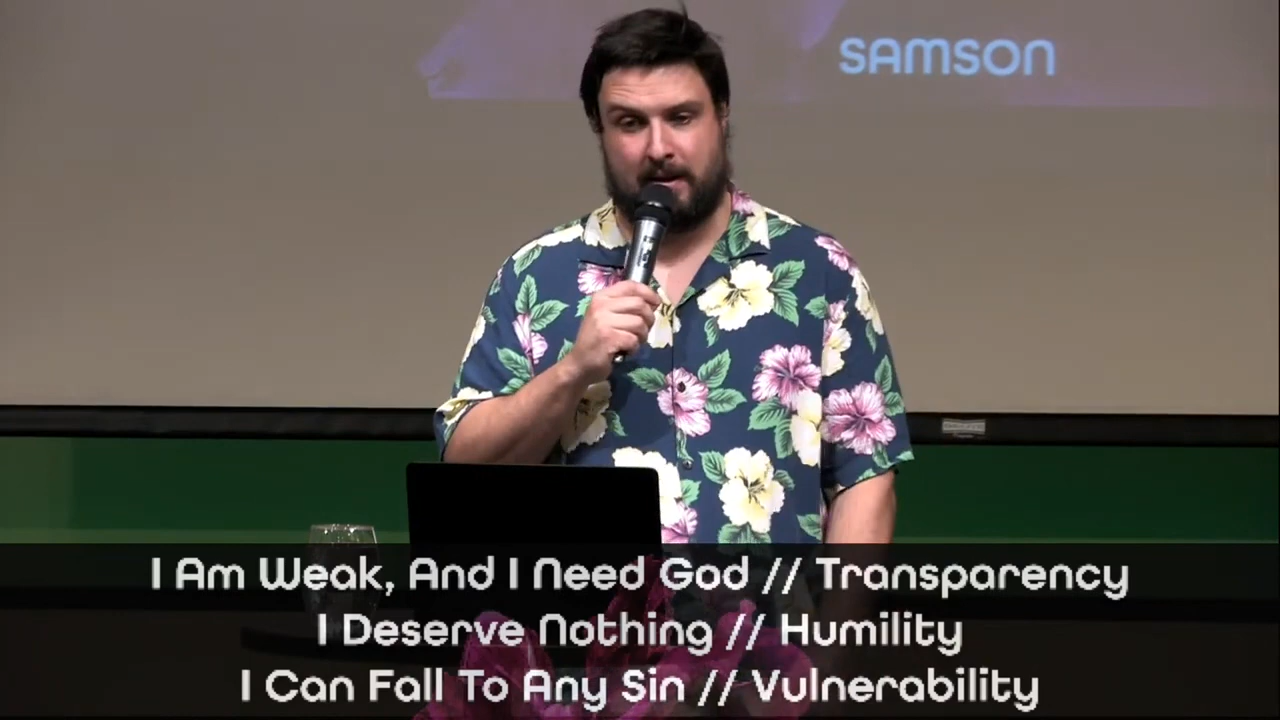 SAMSON
I Am Weak, And I Need God // Transparency
I Deserve Nothing // Humility
I Can Fall To Any Sin // Vulnerability